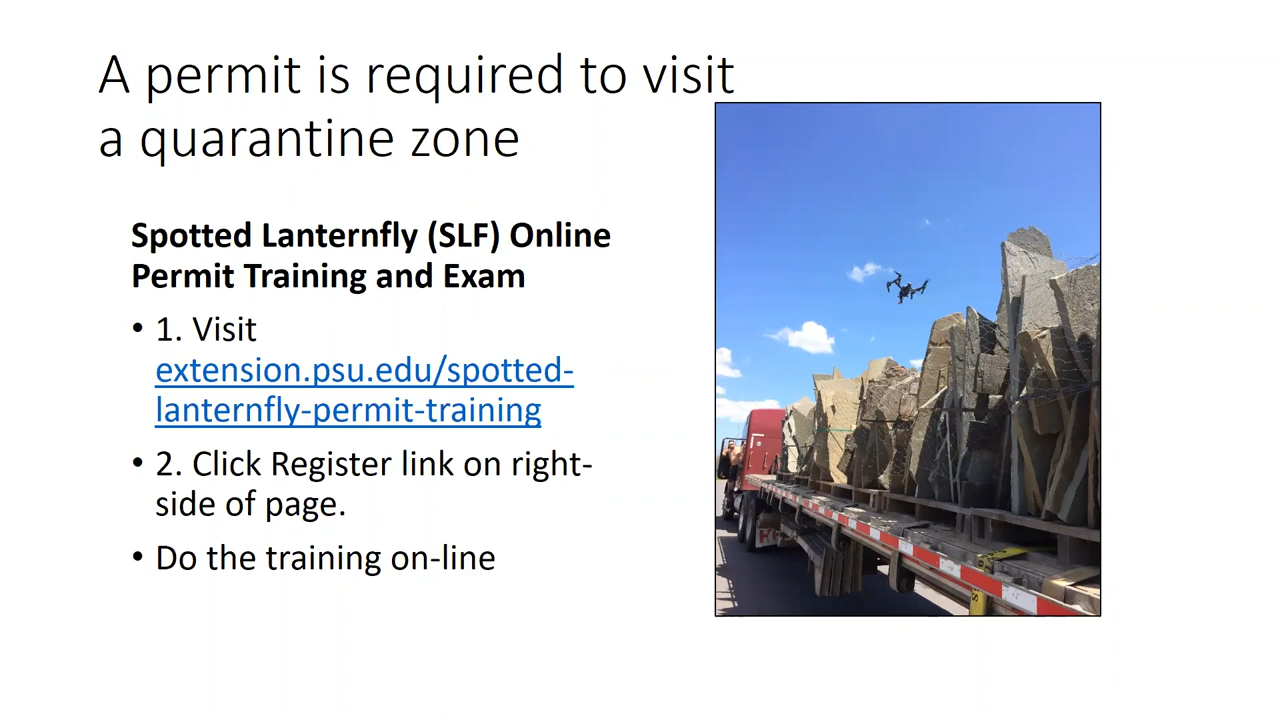 A permit is required to visit
a quarantine zone
Spotted Lanternfly (SLF) Online
Permit Training and Exam
• 1. Visit
extension.psu.edu/spotted-
lanternfly-permit-training
• 2. Click Register link on right-
side of page.
• Do the training on-line